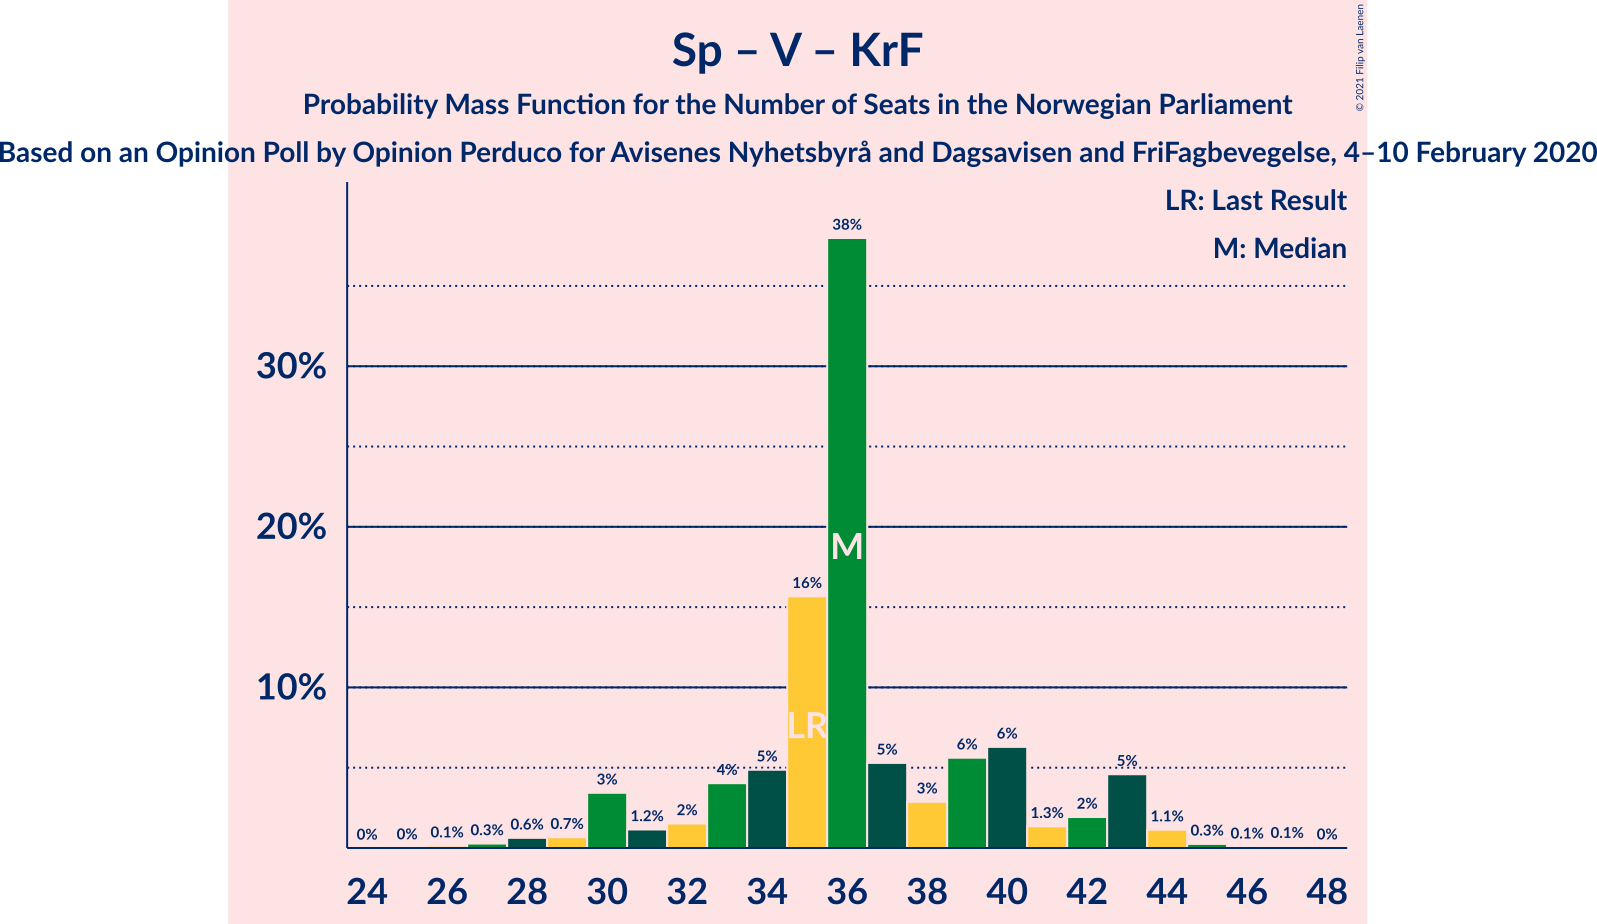 Sp – V – KrF
Probability Mass Function for the Number of Seats in the Norwegian Parliament
Based on an Opinion Poll by Opinion Perduco for Avisenes Nyhetsbyrå and Dagsavisen and FriFagbevegelse, 4–10 February 2020
© 2021 Filip van Laenen
LR: Last Result
M: Median
30%
20%
10%
0% 0% 0.1% 0.3% 0.6% 0.7% 3% 1.2% 2% 4% 5% 16% 38% 5% 3% 6% 6% 1.3% 2% 5% 1.1% 0.3% 0.1% 0.1% 0%
LR
M
24 26 28 30 32 34 36 38 40 42 44 46 48